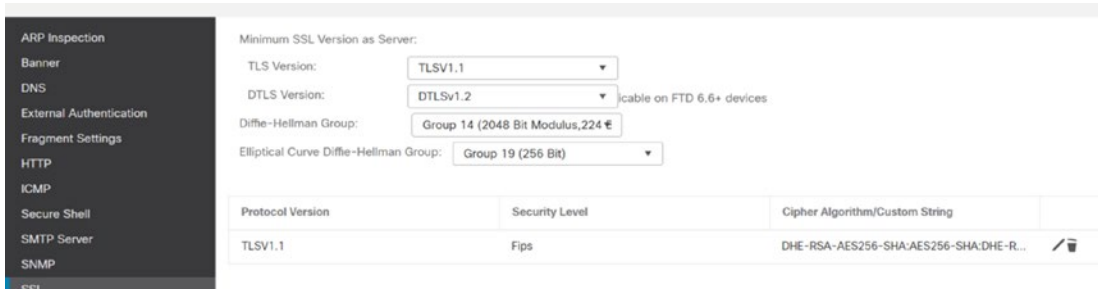 ARP Inspection
Banner
DNS
External Authentication
Fragment Settings
HTTP
ICMP
Secure Shell
SMTP Server
SNMP
SSL
Minimum SSL Version as Server:
TLS Version: TLSV1.1
DTLS Version: DTLSv1.2 icable on FTD 6.6+ devices
Diffie-Hellman Group: Group 14 (2048 Bit Modulus,224
Elliptical Curve Diffie-Hellman Group: Group 19 (256 Bit)
Protocol Version Security Level Cipher Algorithm/Custom String
TLSV1.1 Fips DHE-RSA-AES256-SHA:AES256-SHA:DHE-R...